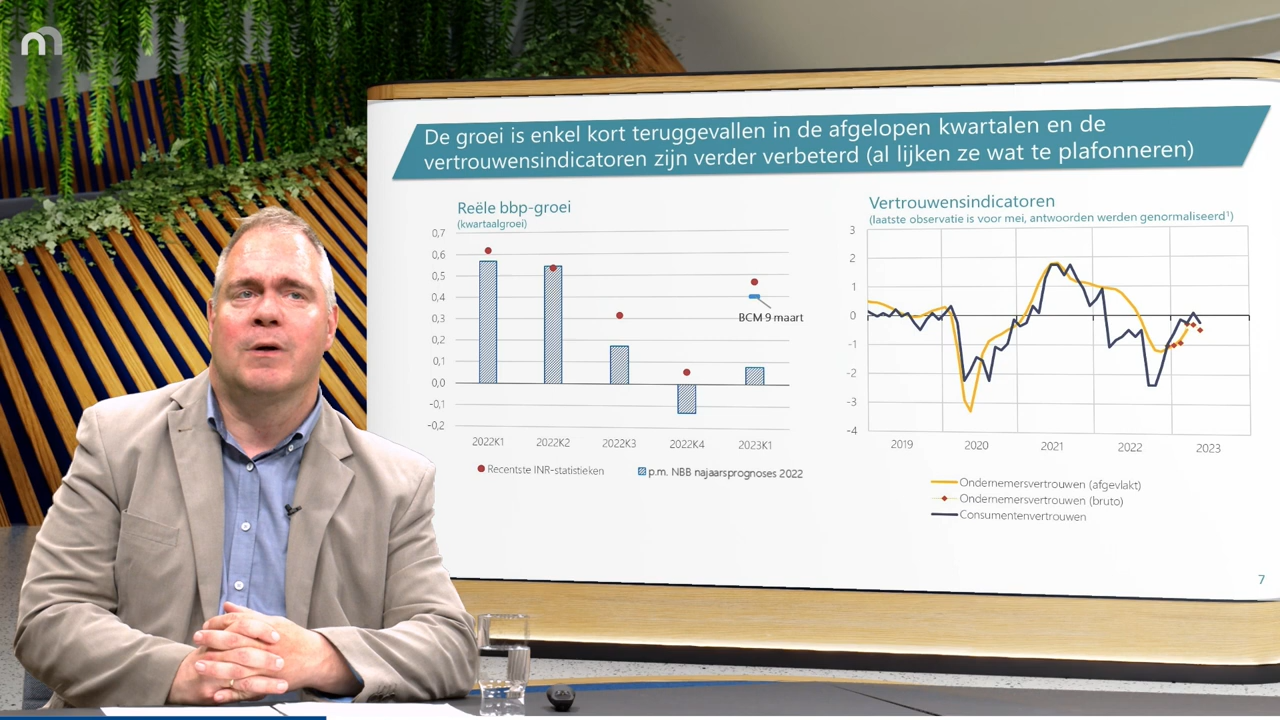 De groei is enkel kort teruggevallen in de afgelopen kwartalen en de
vertrouwensindicatoren zijn verder verbeterd (al lijken ze wat te plafonneren)
Reële bbp-groei
(kwartaalgroei)
0,7
0,6
0,5
0,4
0,3
0,2
0,1
0,0
-0,1
-0,2
BCM 9 maart
2022K1 2022K2 2022K3 2022K4 2023K1
Recentste INR-statistieken p.m. NBB najaarsprognoses 2022
Vertrouwensindicatoren
(laatste observatie is voor mei, antwoorden werden genormaliseerd¹)
3
2
1
0
-1
-2
-3
-4
2019 2020 2021 2022 2023
Ondernemersvertrouwen (afgevlakt)
Ondernemersvertrouwen (bruto)
Consumentenvertrouwen
7